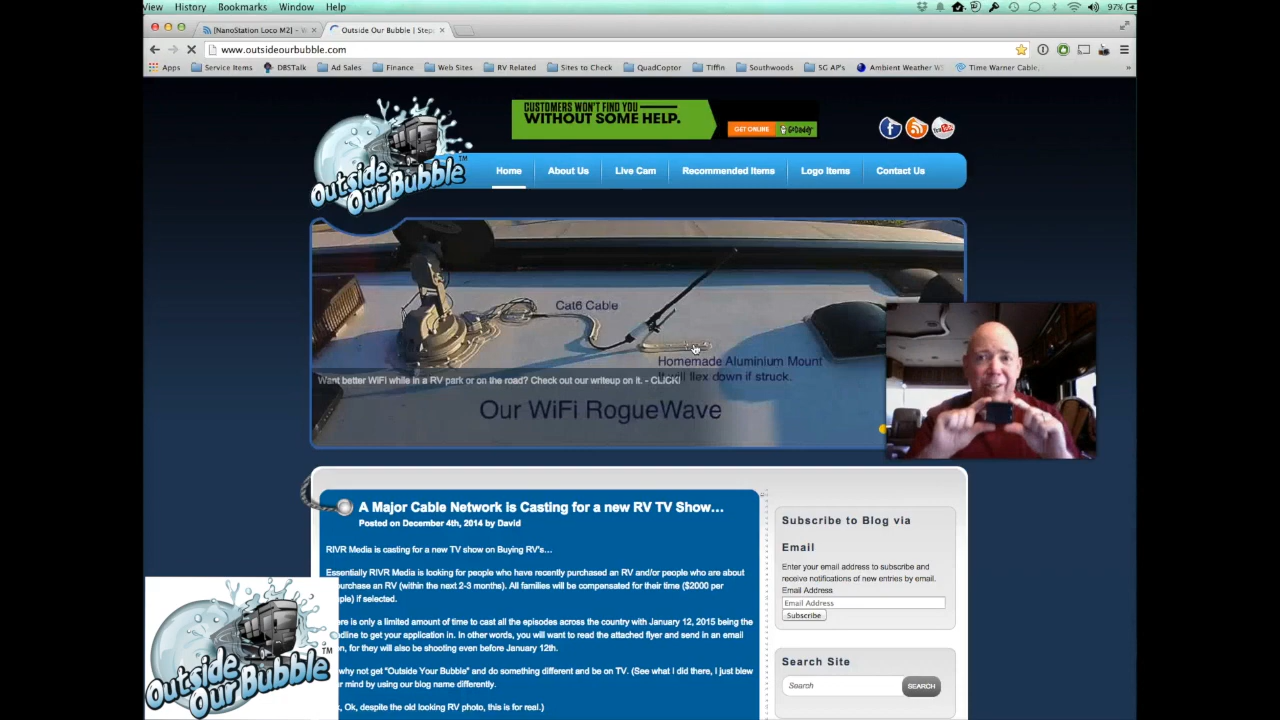 View History Bookmarks Window Help
97%
[NanoStation Loco M2] - V
Outside Our Bubble | Step
www.outsideourbubble.com
Apps Service Items DBSTalk Ad Sales Finance Web Sites RV Related Sites to Check QuadCoptor Tiffin Southwoods 5G AP's Ambient Weather W Time Warner Cable, »
CUSTOMERS WON'T FIND YOU
WITHOUT SOME HELP.
GET ONLINE GoDaddy
You Tube
Outside
Our Bubble
TM
Home About Us Live Cam Recommended Items Logo Items Contact Us
Cat6 Cable
Homemade Aluminium Mount
flex down if struck.
Want better WiFi while in a RV park or on the road? Check out our writeup on it. - CLICK
Our WiFi RogueWave
A Major Cable Network is Casting for a new RV TV Show...
Posted on December 4th, 2014 by David
RIVR Media is casting for a new TV show on Buying RV's...
Essentially RIVR Media is looking for people who have recently purchased an RV and/or people who are about
purchase an RV (within the next 2-3 months). All families will be compensated for their time ($2000 per
ple) if selected.
ere is only a limited amount of time to cast all the episodes across the country with January 12, 2015 being the
dline to get your application in. In other words, you will want to read the attached flyer and send in an email
on, for they will also be shooting even before January 12th.
why not get "Outside Your Bubble" and do something different and be on TV. (See what I did there, I just blew
ur mind by using our blog name differently.
, Ok, despite the old looking RV photo, this is for real.)
Subscribe to Blog via
Email
Enter your email address to subscribe and
receive notifications of new entries by email.
Email Address
Email Address
Subscribe
Search Site
Search SEARCH
Outside
Our Bubble
TM